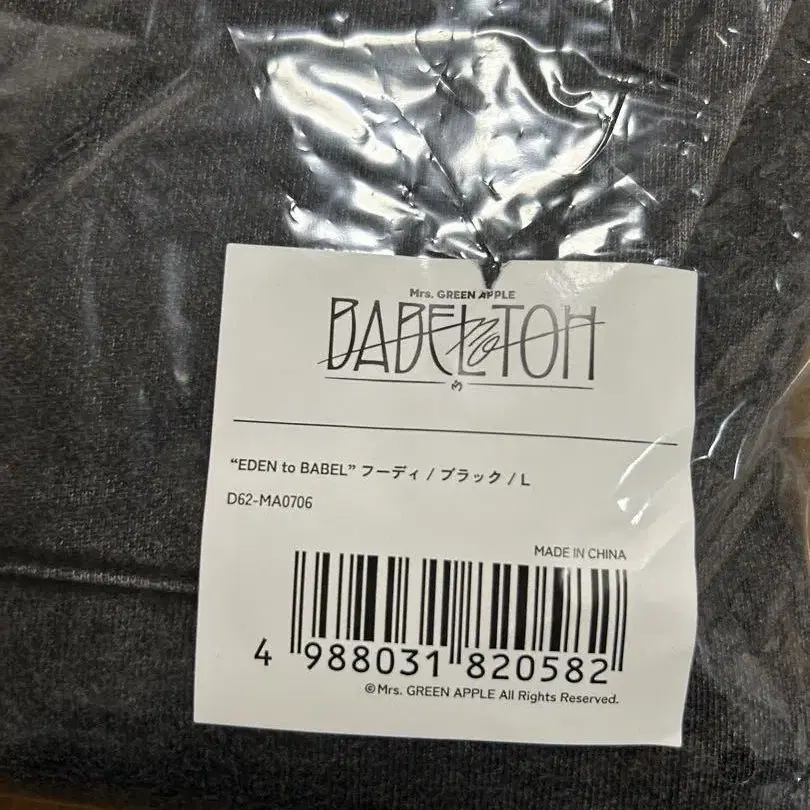 Mrs. GREEN APPLE
BABEL no TOH
"EDEN to BABEL" フーディ / ブラック / L
D62-MA0706
MADE IN CHINA
4 988031 820582
©Mrs. GREEN APPLE All Rights Reserved.